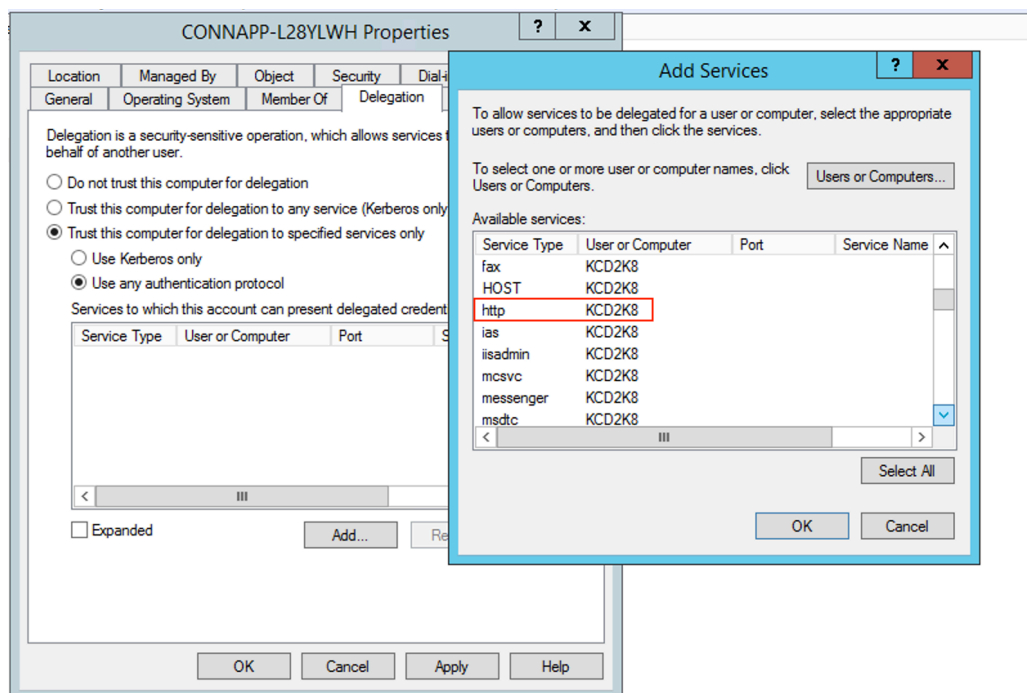 CONNAPP-L28YLWH Properties
? x
Location Managed By Object Security Dial-i
General Operating System Member Of Delegation
Delegation is a security-sensitive operation, which allows services
behalf of another user.
Do not trust this computer for delegation
Trust this computer for delegation to any service (Kerberos only
Trust this computer for delegation to specified services only
Use Kerberos only
Use any authentication protocol
Services to which this account can present delegated credent
Service Type User or Computer Port S
Expanded
Add... Re
OK Cancel Apply Help
Add Services
? x
To allow services to be delegated for a user or computer, select the appropriate
users or computers, and then click the services.
To select one or more user or computer names, click
Users or Computers.
Users or Computers...
Available services:
Service Type User or Computer Port Service Name
fax KCD2K8
HOST KCD2K8
http KCD2K8
ias KCD2K8
iisadmin KCD2K8
mcsvc KCD2K8
messenger KCD2K8
msdtc KCD2K8
Select All
OK Cancel